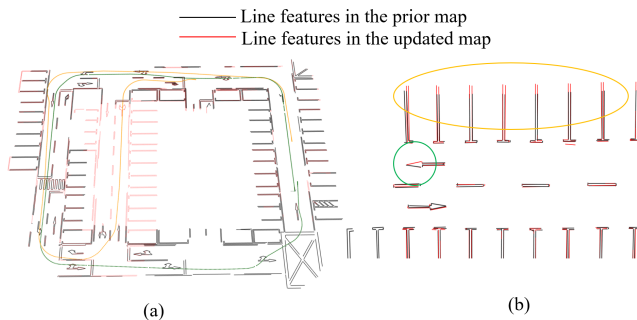 Line features in the prior map
Line features in the updated map
(a)
(b)